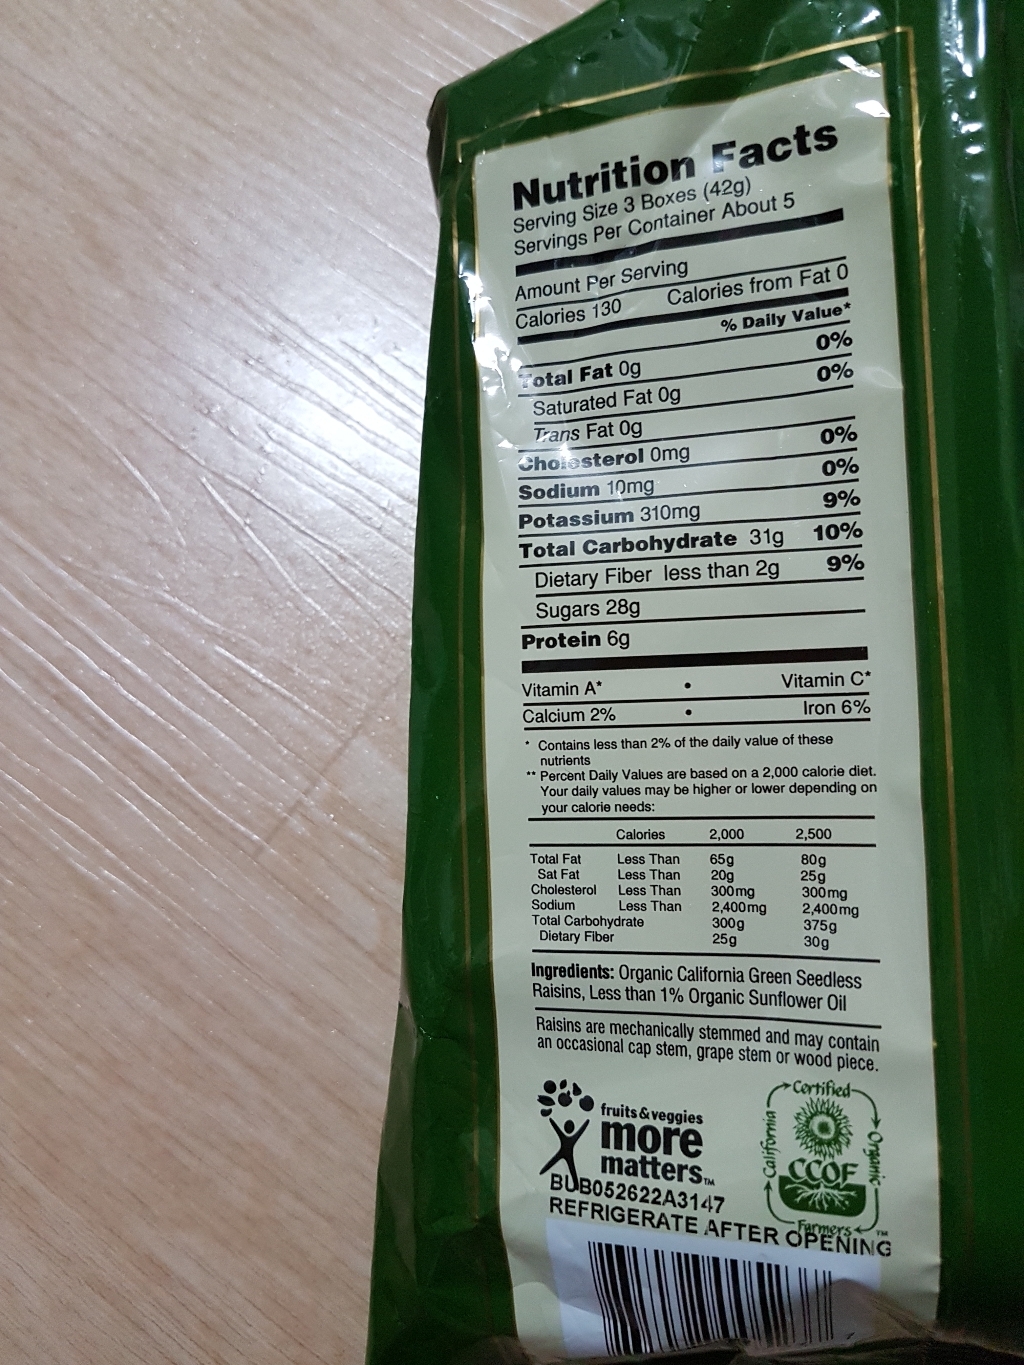 Nutrition Facts
Serving Size 3 Boxes (42g)
Servings Per Container About 5
Amount Per Serving
Calories 130 Calories from Fat 0
% Daily Value*
Total Fat 0g 0%
Saturated Fat 0g 0%
Trans Fat 0g
Cholesterol 0mg 0%
Sodium 10mg 0%
Potassium 310mg 9%
Total Carbohydrate 31g 10%
Dietary Fiber less than 2g 9%
Sugars 28g
Protein 6g
Vitamin A* • Vitamin C*
Calcium 2% • Iron 6%
* Contains less than 2% of the daily value of these
nutrients
** Percent Daily Values are based on a 2,000 calorie diet.
Your daily values may be higher or lower depending on
your calorie needs:
Calories 2,000 2,500
Total Fat Less Than 65g 80g
Sat Fat Less Than 20g 25g
Cholesterol Less Than 300mg 300mg
Sodium Less Than 2,400mg 2,400mg
Total Carbohydrate 300g 375g
Dietary Fiber 25g 30g
Ingredients: Organic California Green Seedless
Raisins, Less than 1% Organic Sunflower Oil
Raisins are mechanically stemmed and may contain
an occasional cap stem, grape stem or wood piece.
fruits & veggies
more
matters™
California Certified Organic Farmers™
CCOF
BUB052622A3147
REFRIGERATE AFTER OPENING